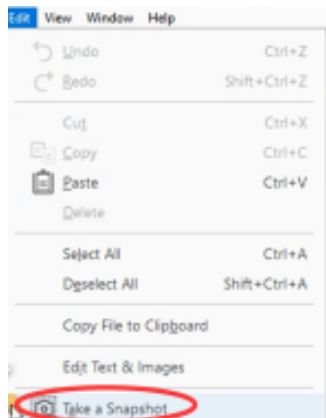 Edit View Window Help
Undo Ctrl+Z
Redo Shift+Ctrl+Z
Cut Ctrl+X
Copy Ctrl+C
Paste Ctrl+V
Delete
Select All Ctrl+A
Deselect All Shift+Ctrl+A
Copy File to Clipboard
Edit Text & Images
Take a Snapshot